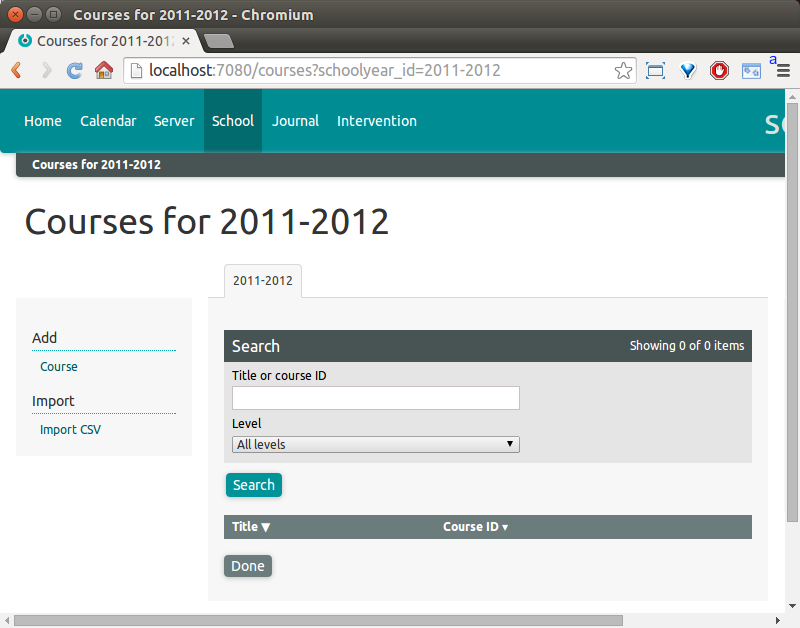 Courses for 2011-2012 - Chromium
Courses for 2011-201
localhost:7080/courses?schoolyear_id=2011-2012
a
Home Calendar Server School Journal Intervention
Courses for 2011-2012
Courses for 2011-2012
2011-2012
Add
Course
Import
Import CSV
Search Showing 0 of 0 items
Title or course ID
Level
All levels
Search
Title ▼ Course ID ▾
Done